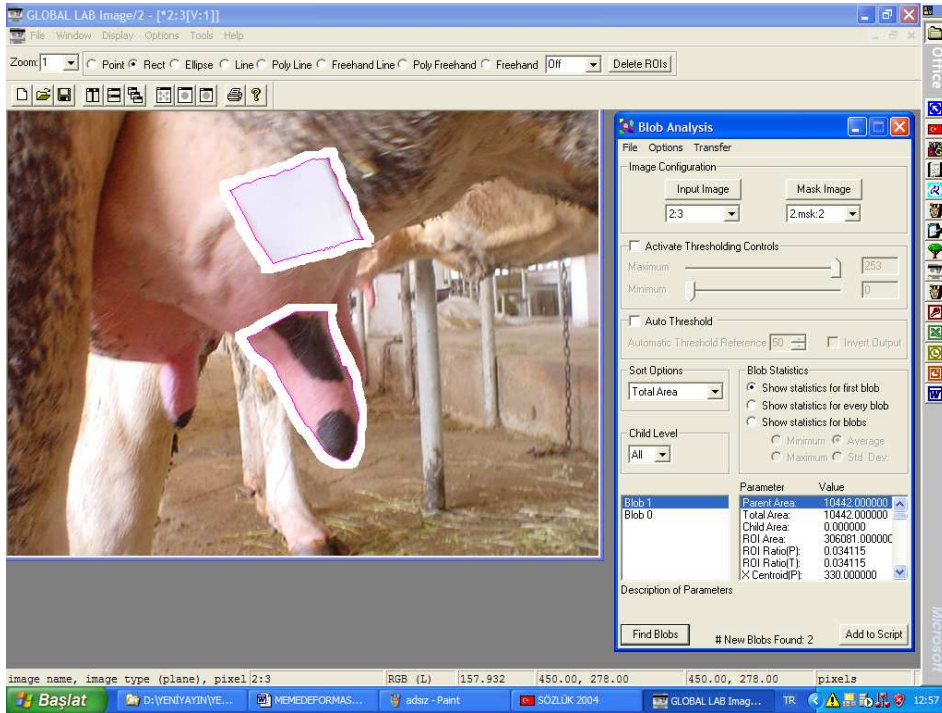 GLOBAL LAB Image/2 - [*2:3[V:1]]
File Window Display Options Tools Help
Zoom: 1 Point Rect Ellipse Line Poly Line Freehand Line Poly Freehand Freehand Off Delete ROIs
Office
Blob Analysis
File Options Transfer
Image Configuration
Input Image Mask Image
2:3 2.msk:2
Activate Thresholding Controls
Maximum 253
Minimum 0
Auto Threshold
Automatic Threshold Reference 50 Invert Output
Sort Options
Total Area
Blob Statistics
Show statistics for first blob
Show statistics for every blob
Show statistics for blobs
Minimum Average
Maximum Std. Dev.
Child Level
All
Parameter Value
Blob 1
Blob 0
Parent Area: 10442.000000
Total Area: 10442.000000
Child Area: 0.000000
ROI Area: 306081.00000
ROI Ratio(P): 0.034115
ROI Ratio(T): 0.034115
X Centroid(P): 330.000000
Description of Parameters
Find Blobs # New Blobs Found: 2 Add to Script
Microsoft
image name, image type (plane), pixel 2:3 RGB (L) 157.932 450.00, 278.00 450.00, 278.00 pixels
Başlat D:\YENİYAYIN\YE... MEMEDEFORMAS... adsız - Paint SÖZLÜK 2004 GLOBAL LAB Imag... TR 12:57